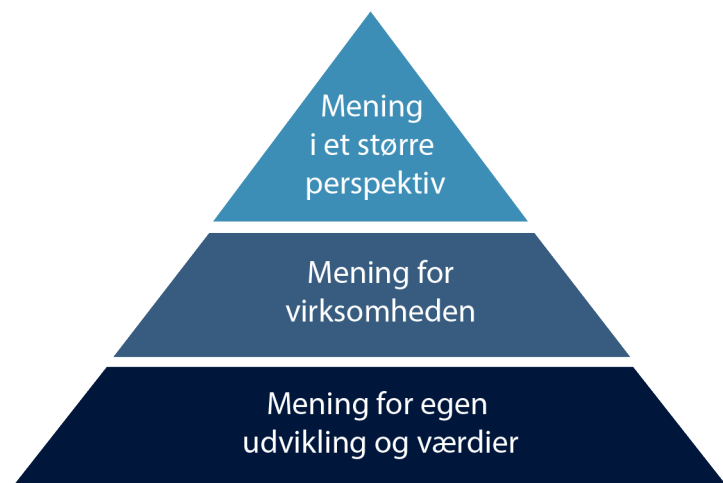 Mening
i et større
perspektiv
Mening for
virksomheden
Mening for egen
udvikling og værdier